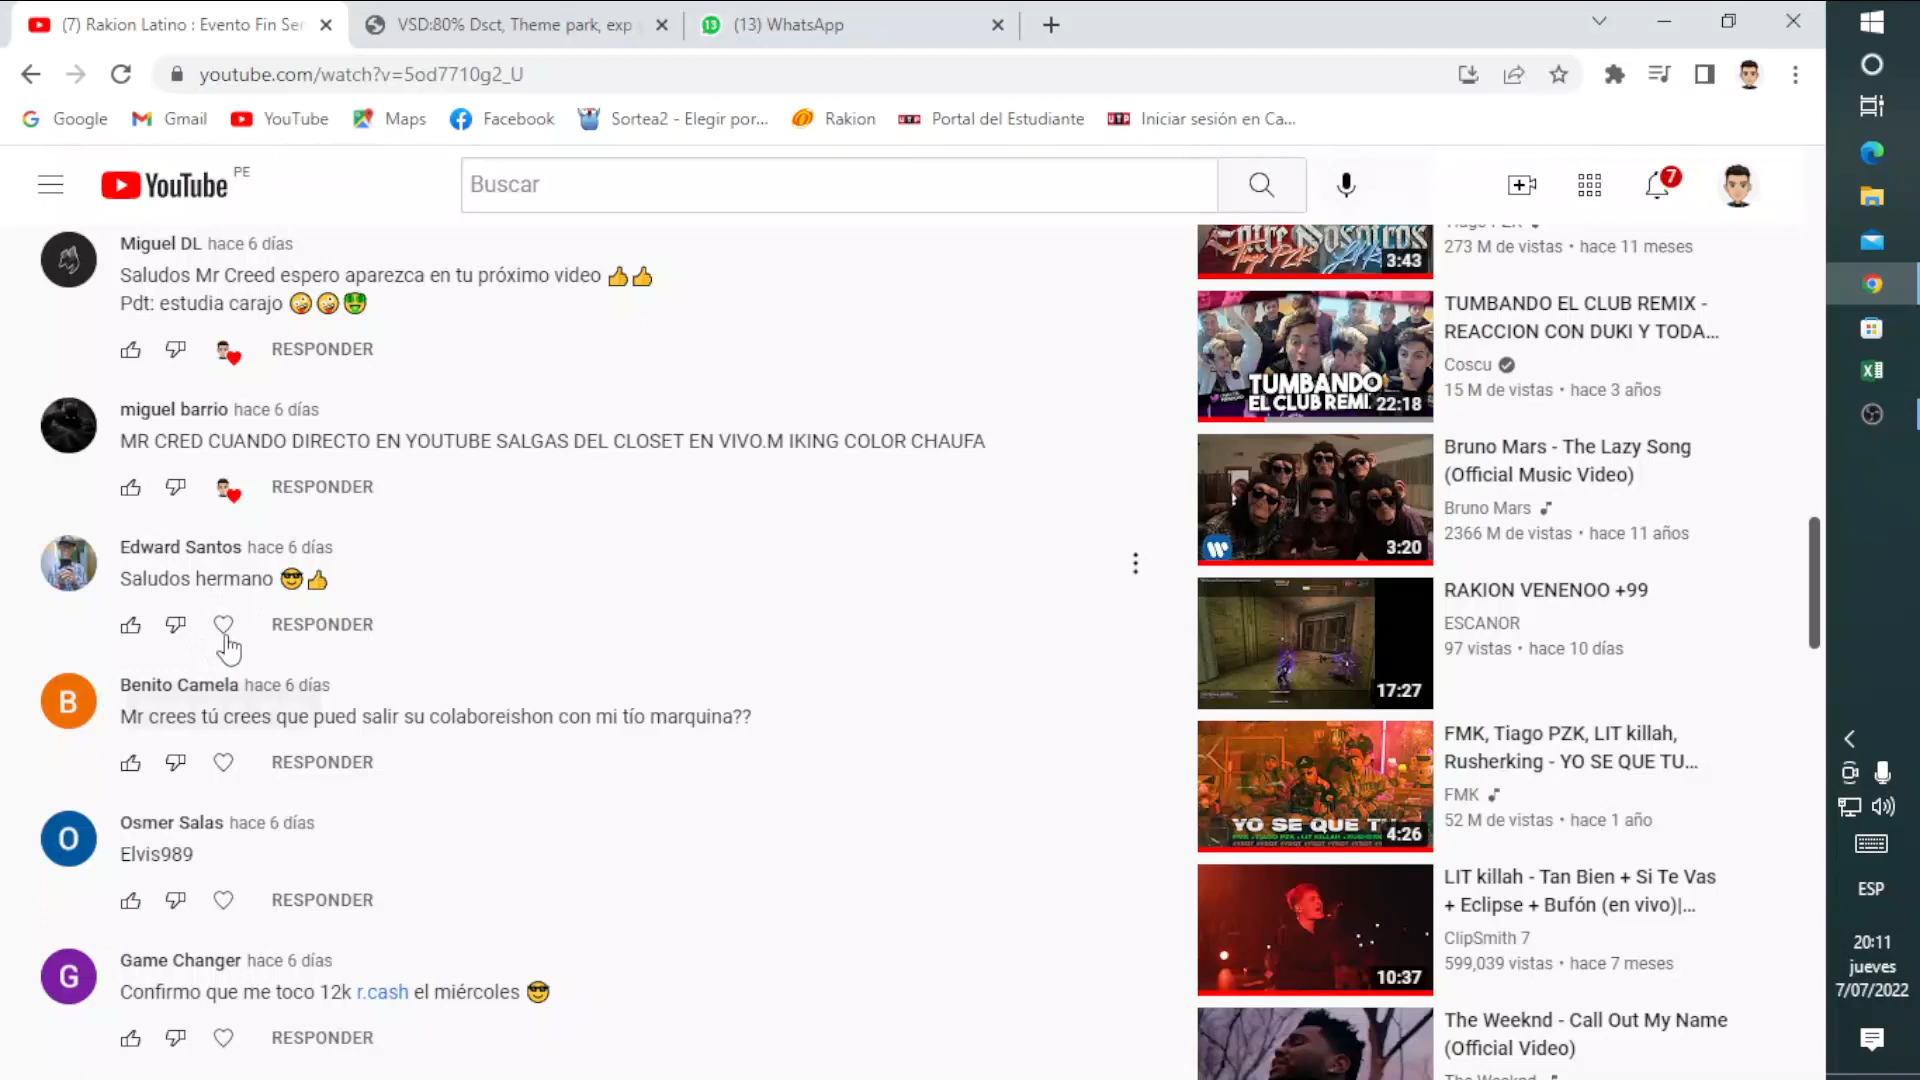 (7) Rakion Latino : Evento Fin Ser
VSD:80% Dsct, Theme park, exp
(13) WhatsApp
youtube.com/watch?v=5od7710g2_U
Google
Gmail
YouTube
Maps
Facebook
Sortea2 - Elegir por...
Rakion
Portal del Estudiante
Iniciar sesión en Ca...
YouTube PE
Buscar
7
Miguel DL hace 6 días
Saludos Mr Creed espero aparezca en tu próximo video 👍👍
Pdt: estudia carajo 🤪🤪🤑
RESPONDER
miguel barrio hace 6 días
MR CRED CUANDO DIRECTO EN YOUTUBE SALGAS DEL CLOSET EN VIVO.M IKING COLOR CHAUFA
RESPONDER
Edward Santos hace 6 días
Saludos hermano 😎👍
RESPONDER
B
Benito Camela hace 6 días
Mr crees tú crees que pued salir su colaboreishon con mi tío marquina??
RESPONDER
O
Osmer Salas hace 6 días
Elvis989
RESPONDER
G
Game Changer hace 6 días
Confirmo que me toco 12k r.cash el miércoles 😎
RESPONDER
3:43
273 M de vistas • hace 11 meses
TUMBANDO
EL CLUB REMI
22:18
TUMBANDO EL CLUB REMIX -
REACCION CON DUKI Y TODA...
Coscu
15 M de vistas • hace 3 años
3:20
Bruno Mars - The Lazy Song
(Official Music Video)
Bruno Mars
2366 M de vistas • hace 11 años
17:27
RAKION VENENOO +99
ESCANOR
97 vistas • hace 10 días
YO SE QUE T
4:26
FMK, Tiago PZK, LIT killah,
Rusherking - YO SE QUE TU...
FMK
52 M de vistas • hace 1 año
10:37
LIT killah - Tan Bien + Si Te Vas
+ Eclipse + Bufón (en vivo)|...
ClipSmith 7
599,039 vistas • hace 7 meses
The Weeknd - Call Out My Name
(Official Video)
The Weeknd
ESP
20:11
jueves
7/07/2022